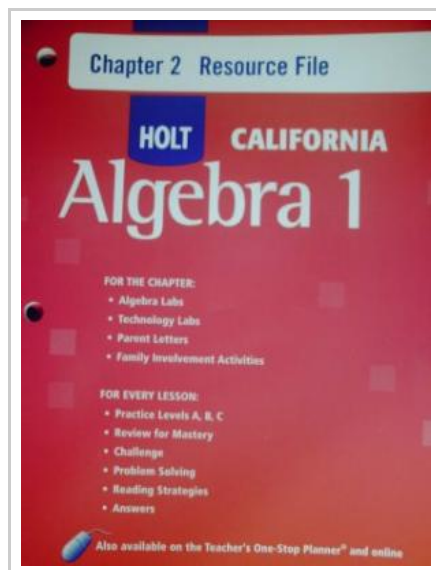 Chapter 2 Resource File
HOLT CALIFORNIA
Algebra 1
FOR THE CHAPTER:
• Algebra Labs
• Technology Labs
• Parent Letters
• Family Involvement Activities
FOR EVERY LESSON:
• Practice Levels A, B, C
• Review for Mastery
• Challenge
• Problem Solving
• Reading Strategies
• Answers
Also available on the Teacher's One-Stop Planner® and online